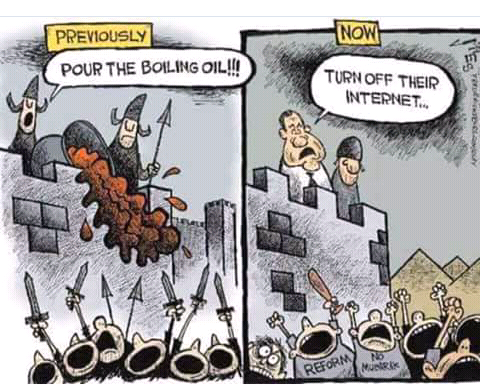 PREVIOUSLY
POUR THE BOILING OIL!!!
NOW
TURN OFF THEIR
INTERNET...
REFORM
NO
MUBARAK